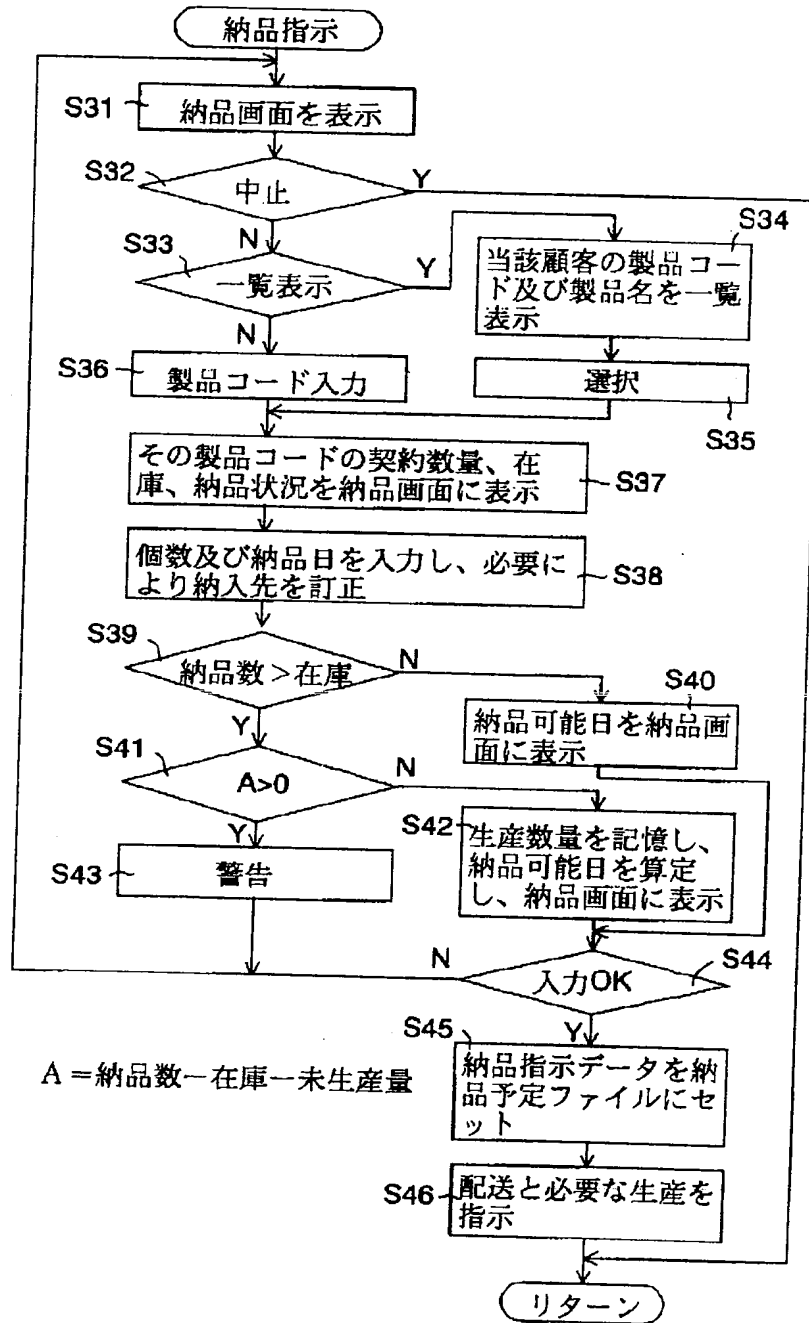 納品指示
S31
納品画面を表示
S32
中止
Y
N
S33
一覧表示
Y
N
S34
当該顧客の製品コー
ド及び製品名を一覧
表示
S36
製品コード入力
選択
S35
その製品コードの契約数量、在
庫、納品状況を納品画面に表示
S37
個数及び納品日を入力し、必要に
より納入先を訂正
S38
S39
納品数>在庫
N
Y
S40
納品可能日を納品画
面に表示
S41
A>0
N
Y
S42
生産数量を記憶し、
納品可能日を算定
し、納品画面に表示
S43
警告
N
入力OK
S44
Y
S45
A=納品数-在庫-未生産量
納品指示データを納
品予定ファイルにセ
ット
S46
配送と必要な生産を
指示
リターン